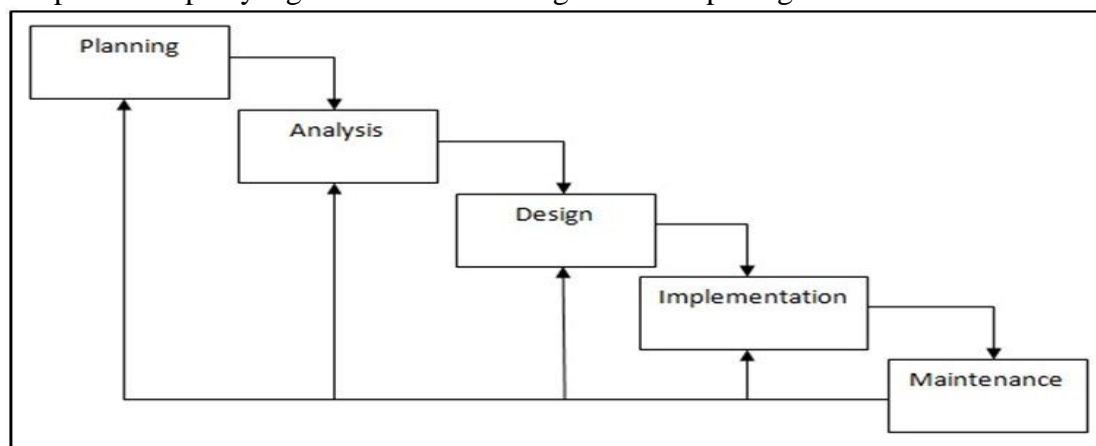 Planning
Analysis
Design
Implementation
Maintenance